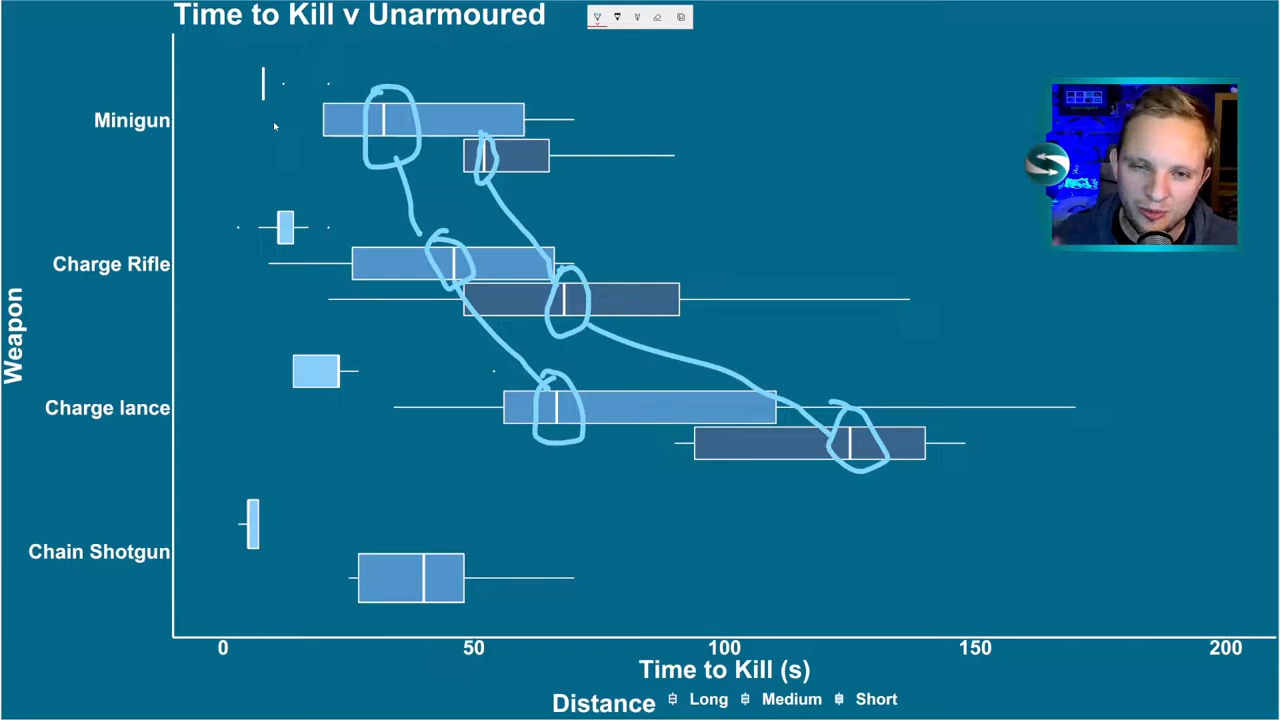 Time to Kill v Unarmoured
Minigun
Charge Rifle
Charge lance
Chain Shotgun
Weapon
0 50 100 150 200
Time to Kill (s)
Distance Long Medium Short